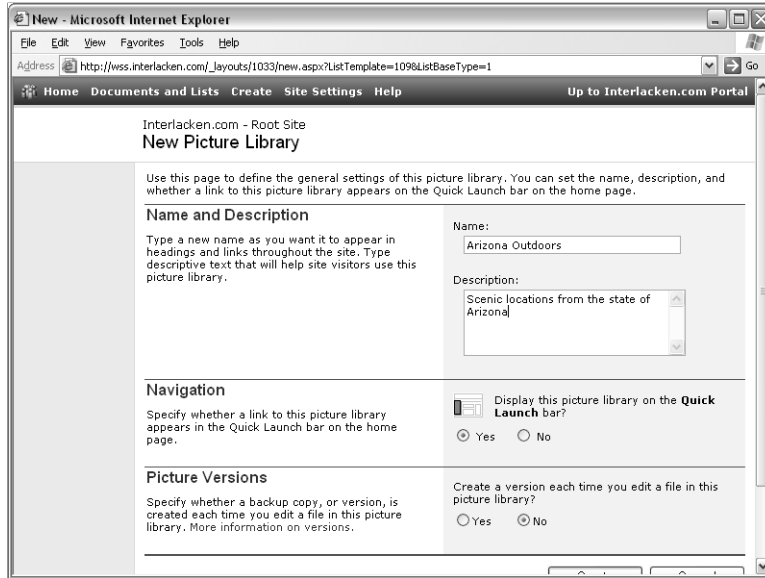 New - Microsoft Internet Explorer
File Edit View Favorites Tools Help
Address http://wss.interlacken.com/_layouts/1033/new.aspx?ListTemplate=109&ListBaseType=1 Go
Home Documents and Lists Create Site Settings Help Up to Interlacken.com Portal
Interlacken.com - Root Site
New Picture Library
Use this page to define the general settings of this picture library. You can set the name, description, and
whether a link to this picture library appears on the Quick Launch bar on the home page.
Name and Description
Type a new name as you want it to appear in
headings and links throughout the site. Type
descriptive text that will help site visitors use this
picture library.
Name:
Arizona Outdoors
Description:
Scenic locations from the state of
Arizona
Navigation
Specify whether a link to this picture library
appears in the Quick Launch bar on the home
page.
Display this picture library on the Quick
Launch bar?
Yes No
Picture Versions
Specify whether a backup copy, or version, is
created each time you edit a file in this picture
library. More information on versions.
Create a version each time you edit a file in this
picture library?
Yes No